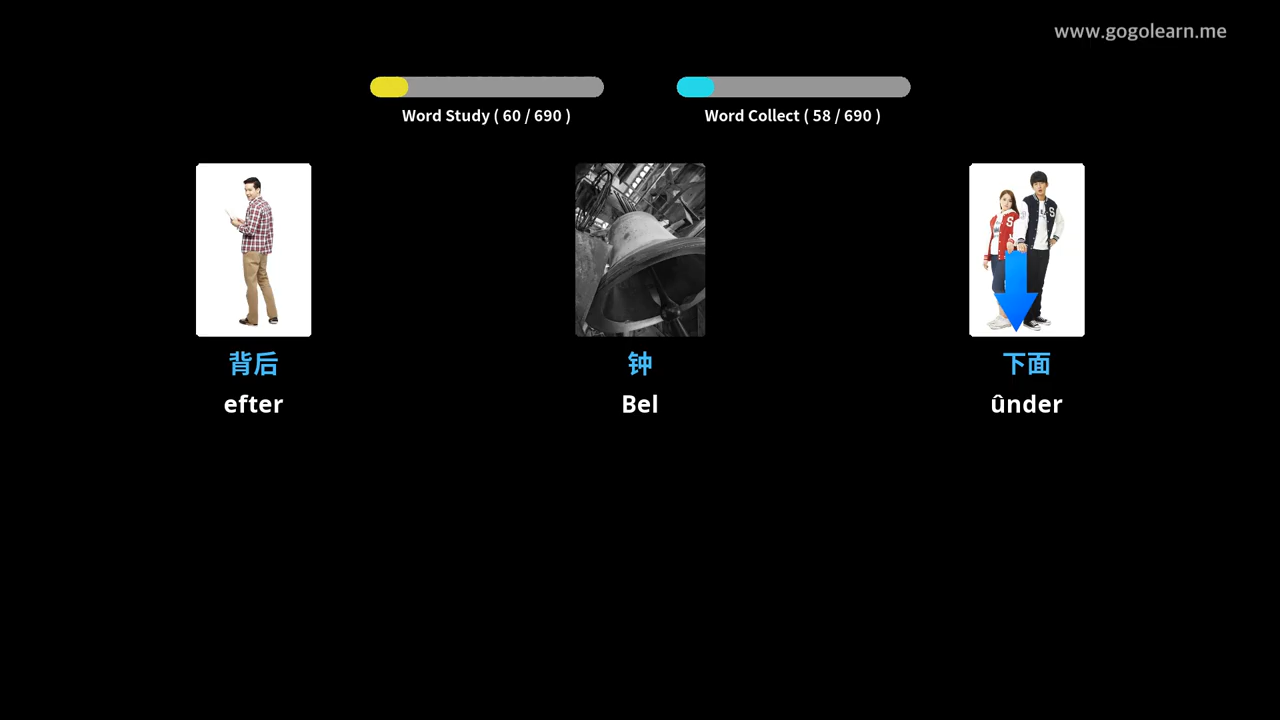 www.gogolearn.me
Word Study ( 60 / 690 )
Word Collect ( 58 / 690 )
背后
efter
钟
Bel
下面
ûnder